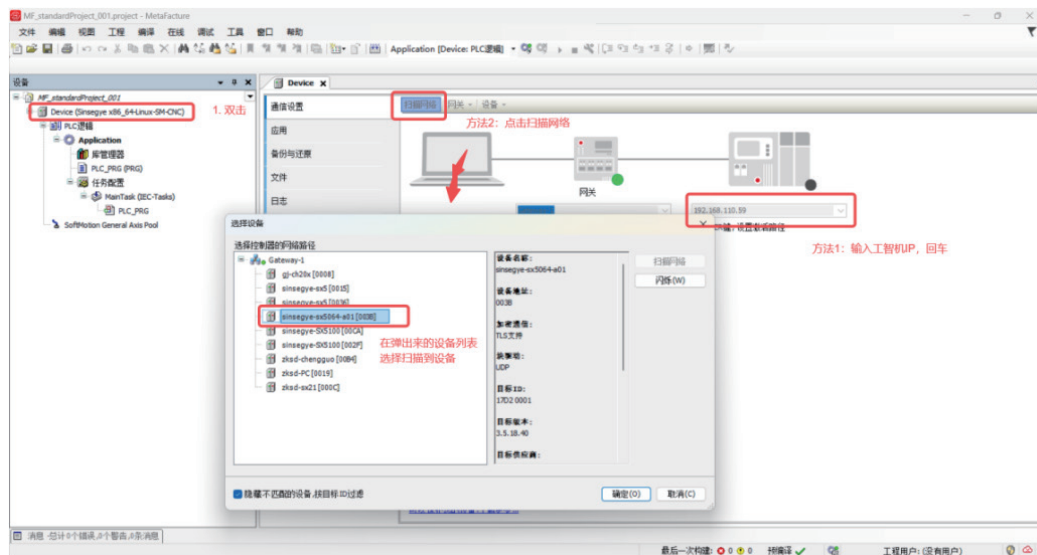 MF_standardProject_001.project - MetaFacture
文件 编辑 视图 工程 编译 在线 调试 工具 窗口 帮助
Application [Device: PLC逻辑]
设备
MF_standardProject_001
Device (Sinsegye x86_64-Linux-SM-CNC)
1. 双击
PLC逻辑
Application
库管理器
PLC_PRG (PRG)
任务配置
MainTask (IEC-Tasks)
PLC_PRG
SoftMotion General Axis Pool
Device
通信设置
应用
备份与还原
文件
日志
扫描网络 网关 设备
方法2：点击扫描网络
网关
192.168.110.59
方法1：输入工智机IP，回车
选择设备
选择控制器的网络路径
Gateway-1
gj-ch20x [0008]
sinsegye-sx5 [0015]
sinsegye-sx5 [0036]
sinsegye-sx5064-a01 [003B]
sinsegye-SX5100 [00CA]
sinsegye-SX5100 [002F]
zksd-chengguo [00B4]
zksd-PC [0019]
zksd-sx21 [000C]
在弹出来的设备列表
选择扫描到设备
设备名称:
sinsegye-sx5064-a01
设备地址:
003B
加密通信:
TLS支持
块驱动:
UDP
目标ID:
17D2 0001
目标版本:
3.5.18.40
目标供应商:
扫描网络
闪烁(W)
隐藏不匹配的设备,按目标ID过滤
确定(O) 取消(C)
消息 -总计0个错误,0个警告,0条消息
最后一次构建: 0 0 预编译 工程用户: (没有用户)